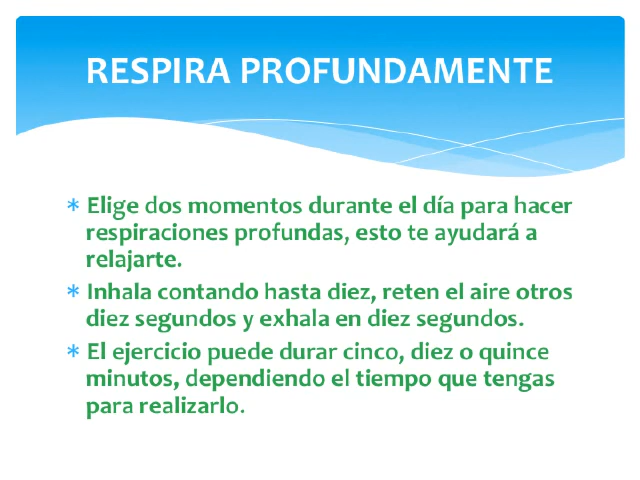 RESPIRA PROFUNDAMENTE
* Elige dos momentos durante el día para hacer
respiraciones profundas, esto te ayudará a
relajarte.
* Inhala contando hasta diez, reten el aire otros
diez segundos y exhala en diez segundos.
* El ejercicio puede durar cinco, diez o quince
minutos, dependiendo el tiempo que tengas
para realizarlo.